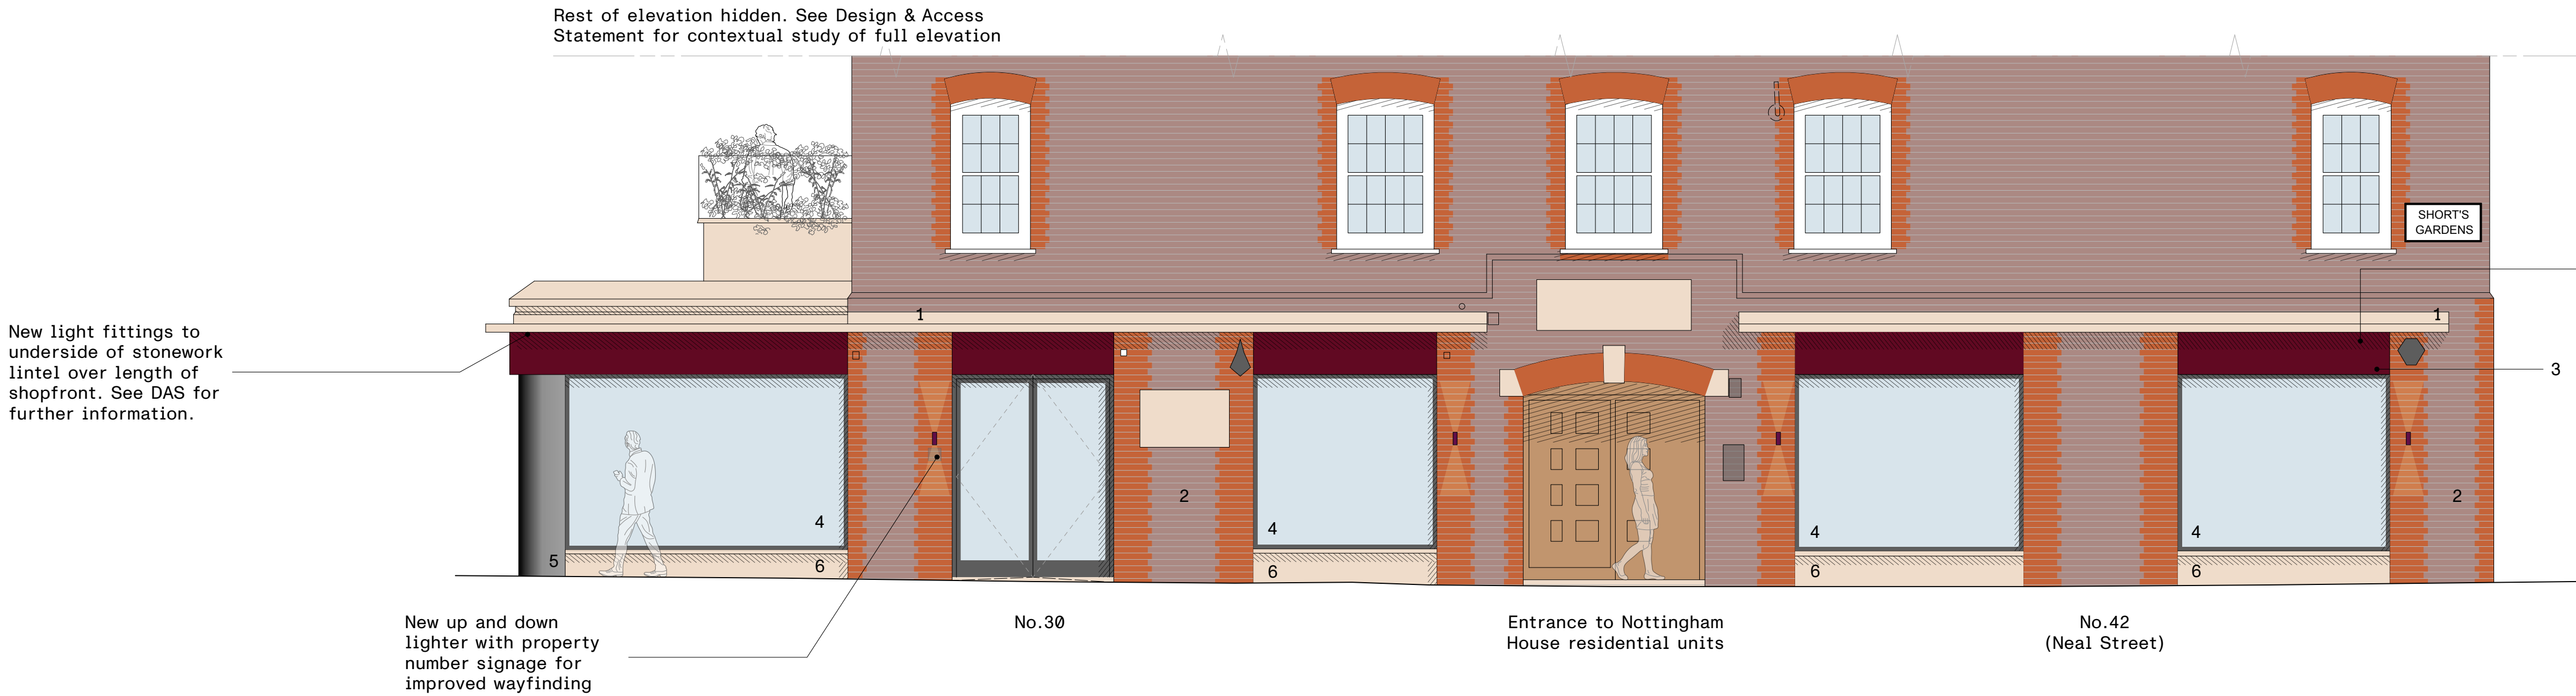 Rest of elevation hidden. See Design & Access
Statement for contextual study of full elevation
SHORT'S
GARDENS
1
1
New light fittings to
underside of stonework
lintel over length of
shopfront. See DAS for
further information.
3
2
2
4
4
4
4
5
6
6
6
6
New up and down
lighter with property
number signage for
improved wayfinding
No.30
Entrance to Nottingham
House residential units
No.42
(Neal Street)